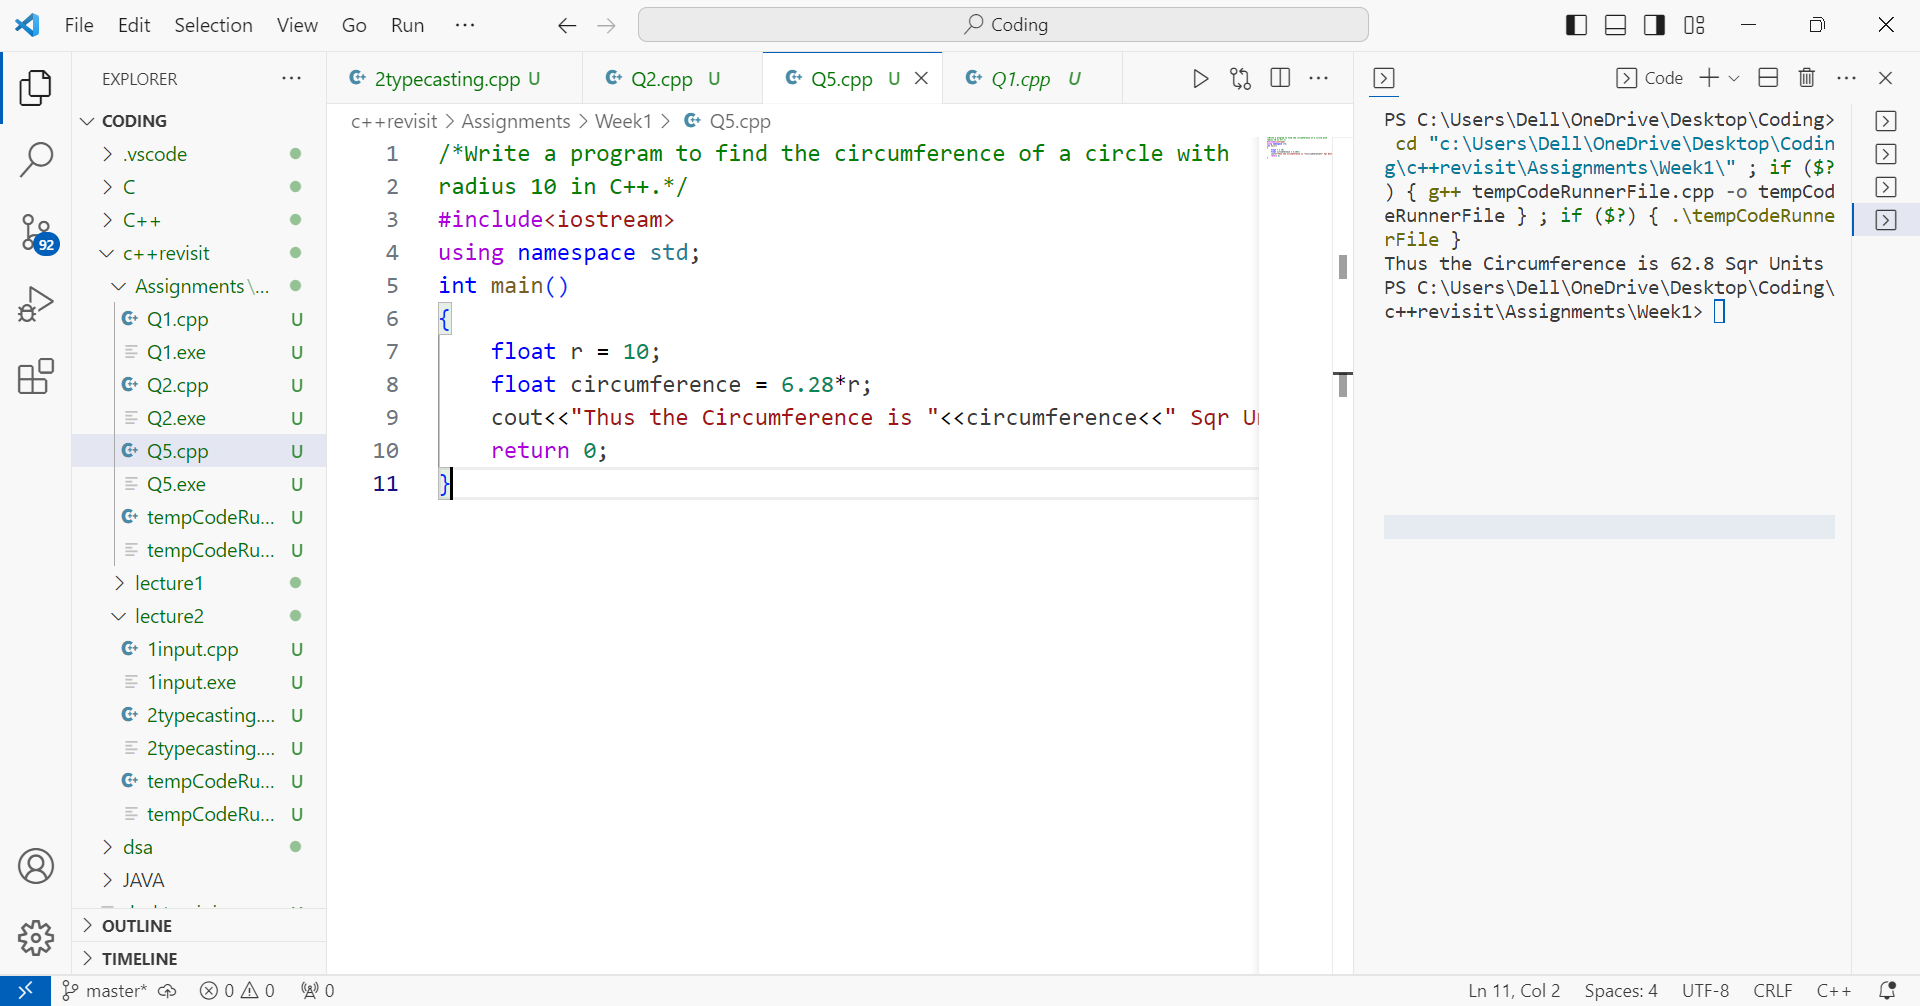 File Edit Selection View Go Run ··· Coding
EXPLORER ···
CODING
.vscode
C
C++
c++revisit
Assignments\...
Q1.cpp U
Q1.exe U
Q2.cpp U
Q2.exe U
Q5.cpp U
Q5.exe U
tempCodeRu... U
tempCodeRu... U
lecture1
lecture2
1input.cpp U
1input.exe U
2typecasting.... U
2typecasting.... U
tempCodeRu... U
tempCodeRu... U
dsa
JAVA
OUTLINE
TIMELINE
92
2typecasting.cpp U Q2.cpp U Q5.cpp U Q1.cpp U
c++revisit > Assignments > Week1 > Q5.cpp
1 /*Write a program to find the circumference of a circle with
2 radius 10 in C++.*/
3 #include<iostream>
4 using namespace std;
5 int main()
6 {
7 float r = 10;
8 float circumference = 6.28*r;
9 cout<<"Thus the Circumference is "<<circumference<<" Sqr
10 return 0;
11 }
Code
PS C:\Users\Dell\OneDrive\Desktop\Coding>
cd "c:\Users\Dell\OneDrive\Desktop\Codin
g\c++revisit\Assignments\Week1\" ; if ($?
) { g++ tempCodeRunnerFile.cpp -o tempCod
eRunnerFile } ; if ($?) { .\tempCodeRunne
rFile }
Thus the Circumference is 62.8 Sqr Units
PS C:\Users\Dell\OneDrive\Desktop\Coding\
c++revisit\Assignments\Week1>
master* 0 0 0 Ln 11, Col 2 Spaces: 4 UTF-8 CRLF C++